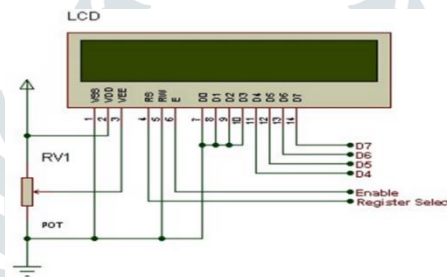 LCD
VSS VDD VEE RS RW E D0 D1 D2 D3 D4 D5 D6 D7
1 2 3 4 5 6 7 8 9 10 11 12 13 14
RV1
POT
D7
D6
D5
D4
Enable
Register Selec